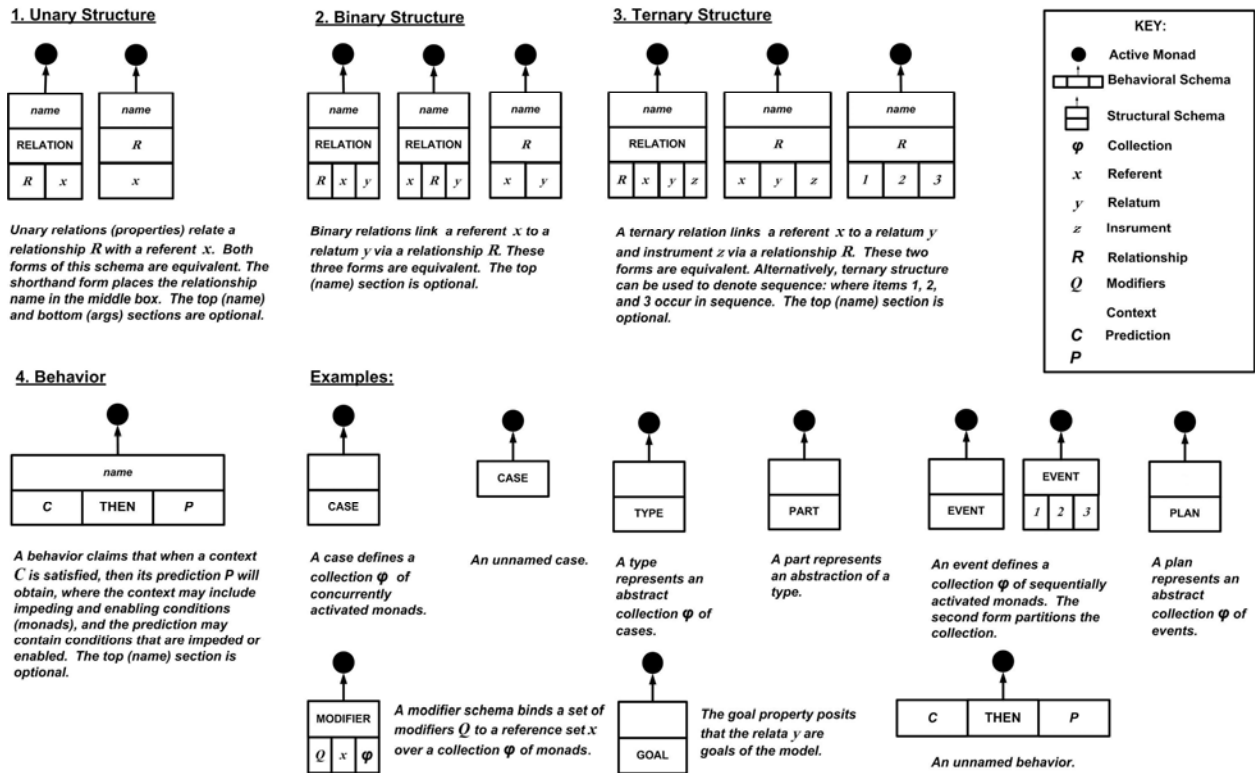 1. Unary Structure
name
RELATION
R x
name
R
x
Unary relations (properties) relate a
relationship R with a referent x. Both
forms of this schema are equivalent. The
shorthand form places the relationship
name in the middle box. The top (name)
and bottom (args) sections are optional.
2. Binary Structure
name
RELATION
R x y
name
RELATION
x R y
name
R
x y
Binary relations link a referent x to a
relatum y via a relationship R. These
three forms are equivalent. The top
(name) section is optional.
3. Ternary Structure
name
RELATION
R x y z
name
R
x y z
name
R
1 2 3
A ternary relation links a referent x to a relatum y
and instrument z via a relationship R. These two
forms are equivalent. Alternatively, ternary structure
can be used to denote sequence: where items 1, 2,
and 3 occur in sequence. The top (name) section is
optional.
KEY:
Active Monad
Behavioral Schema
Structural Schema
φ Collection
x Referent
y Relatum
z Insrument
R Relationship
Q Modifiers
Context
C Prediction
P
4. Behavior
name
C THEN P
A behavior claims that when a context
C is satisfied, then its prediction P will
obtain, where the context may include
impeding and enabling conditions
(monads), and the prediction may
contain conditions that are impeded or
enabled. The top (name) section is
optional.
Examples:
CASE
A case defines a
collection φ of
concurrently
activated monads.
CASE
An unnamed case.
TYPE
A type
represents an
abstract
collection φ of
cases.
PART
A part represents
an abstraction of a
type.
EVENT
EVENT
1 2 3
An event defines a
collection φ of sequentially
activated monads. The
second form partitions the
collection.
PLAN
A plan
represents an
abstract
collection φ of
events.
MODIFIER
Q x φ
A modifier schema binds a set of
modifiers Q to a reference set x
over a collection φ of monads.
GOAL
The goal property posits
that the relata y are
goals of the model.
C THEN P
An unnamed behavior.